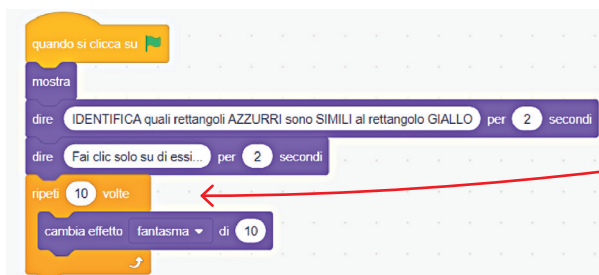 quando si clicca su
mostra
dire IDENTIFICA quali rettangoli AZZURRI sono SIMILI al rettangolo GIALLO per 2 secondi
dire Fai clic solo su di essi... per 2 secondi
ripeti 10 volte
cambia effetto fantasma di 10